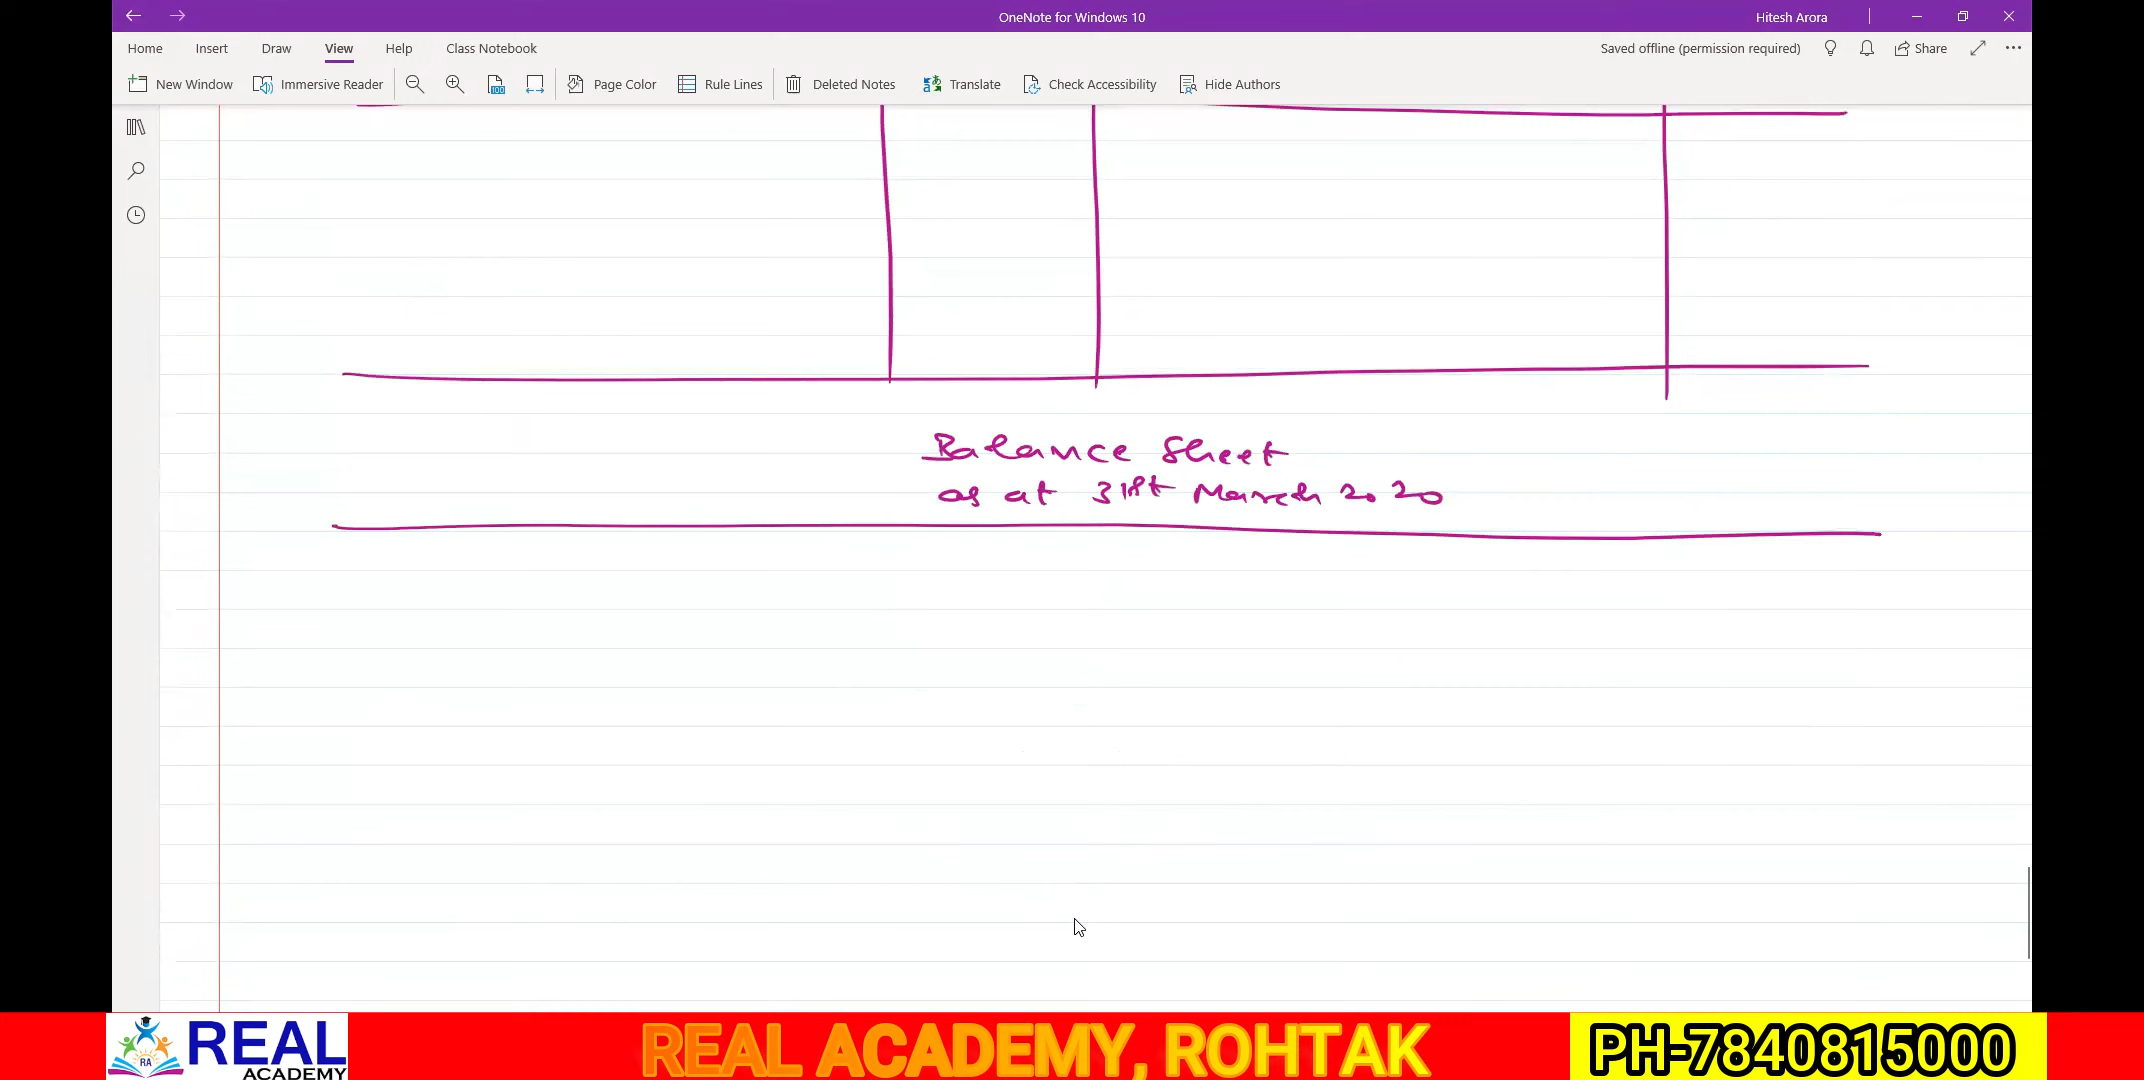 OneNote for Windows 10
Hitesh Arora
Home Insert Draw View Help Class Notebook
Saved offline (permission required) Share
New Window Immersive Reader Page Color Rule Lines Deleted Notes Translate Check Accessibility Hide Authors
Balance Sheet
as at 31st March 2020
RA
REAL
ACADEMY
REAL ACADEMY, ROHTAK
PH-7840815000